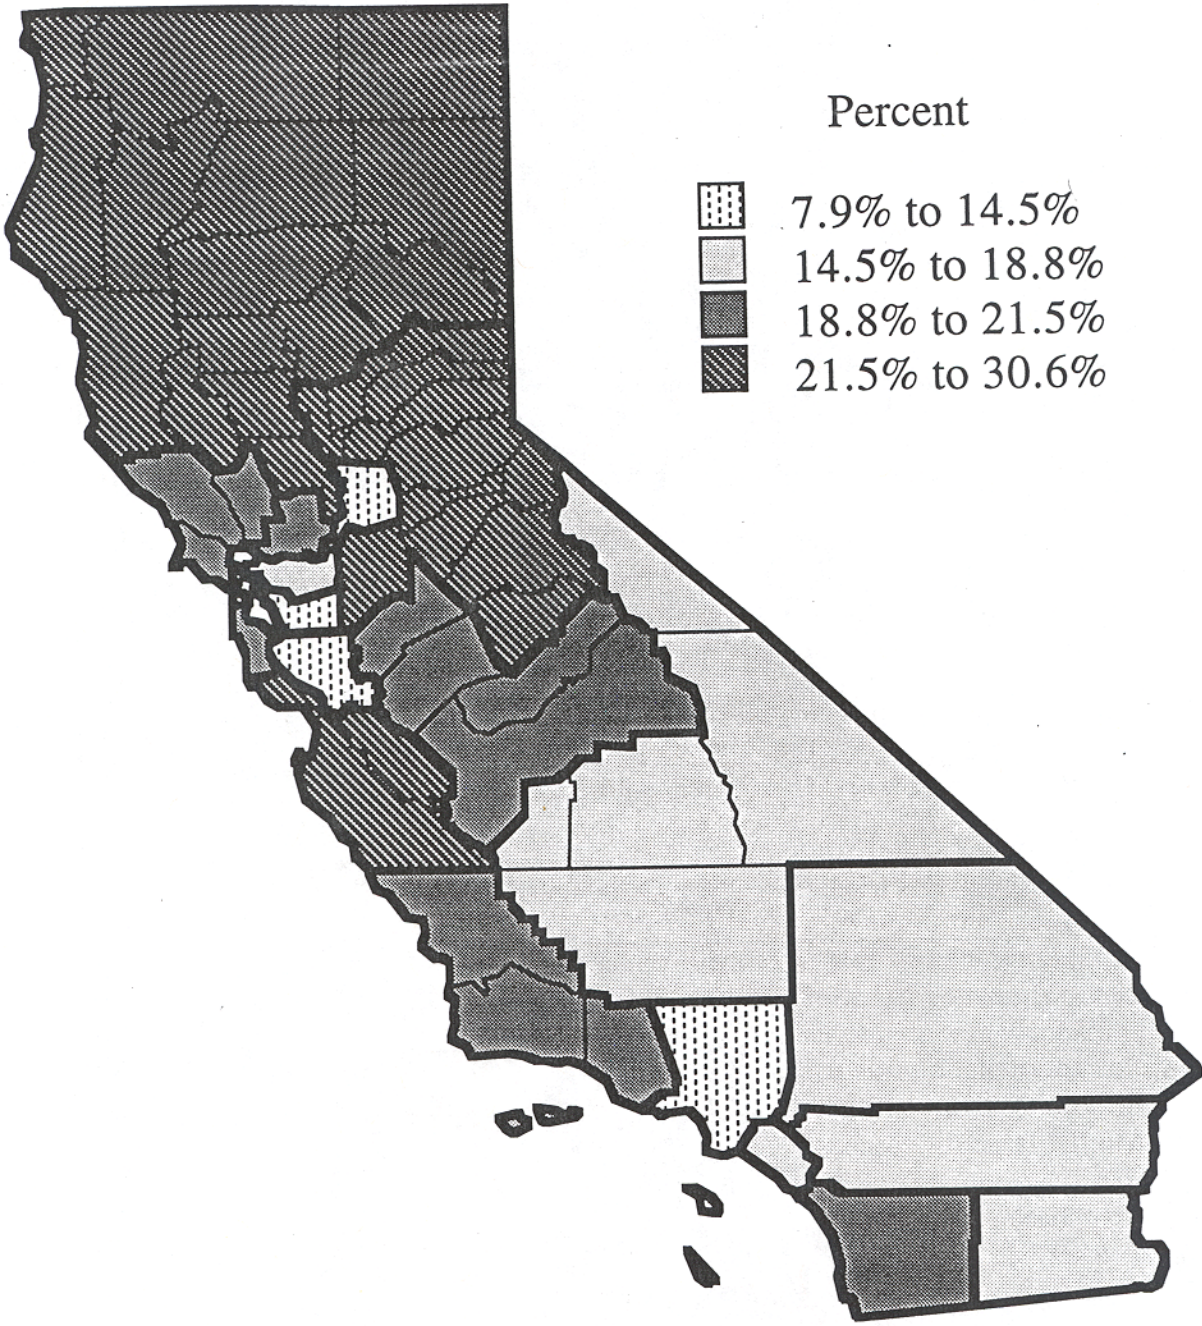 Percent
7.9% to 14.5%
14.5% to 18.8%
18.8% to 21.5%
21.5% to 30.6%